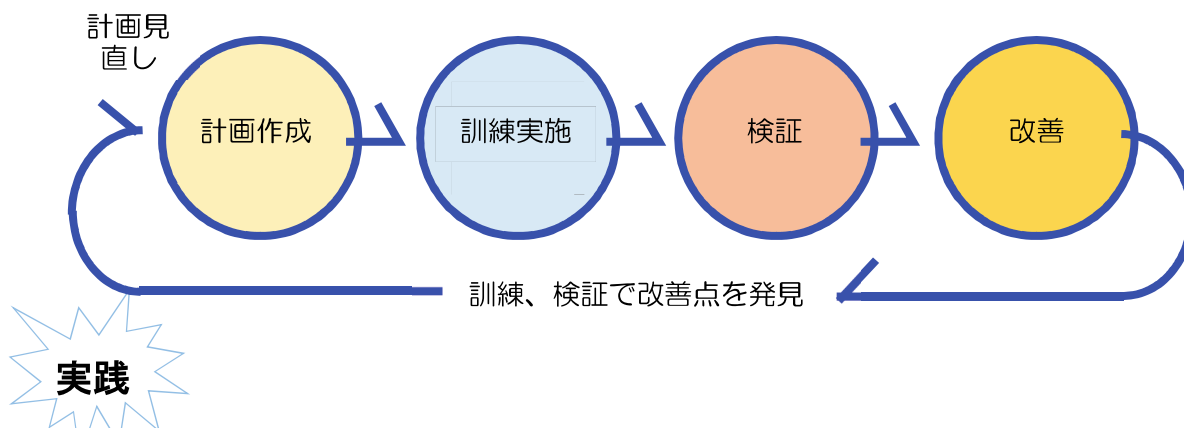 計画見
直し
計画作成
訓練実施
検証
改善
訓練、検証で改善点を発見
実践